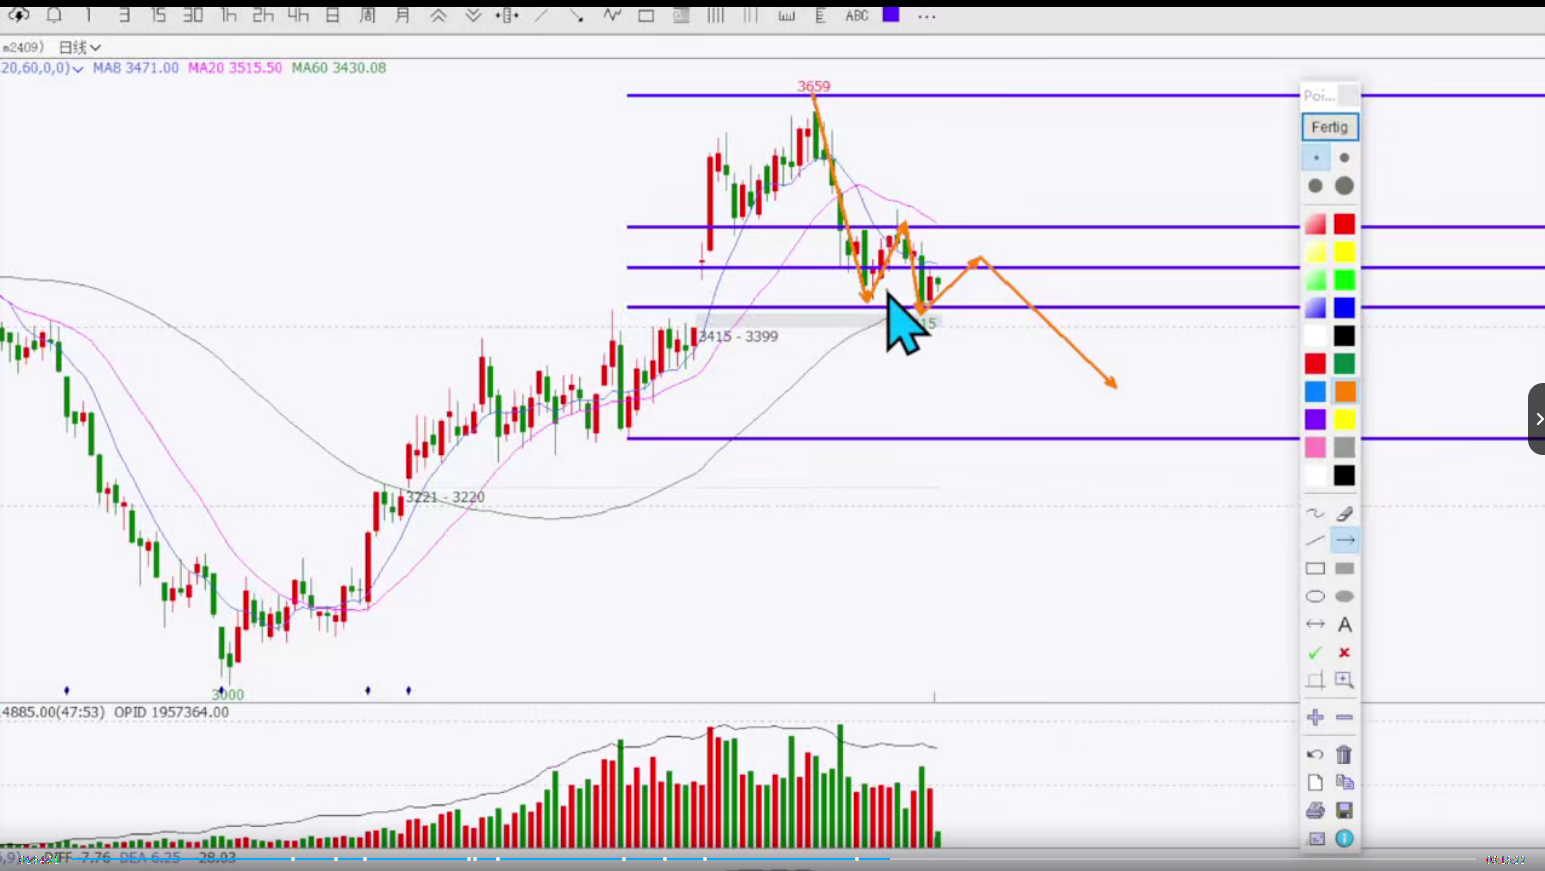 1 3 15 30 1h 2h 4h 日 周 月 ABC
m2409) 日线
20,60,0,0) MA8 3471.00 MA20 3515.50 MA60 3430.08
3659
Poi...
Fertig
3415 - 3399
3221 - 3220
3000
A
4885.00(47:53) OPID 1957364.00
DIFF -7.76 DEA 6.25 -28.03